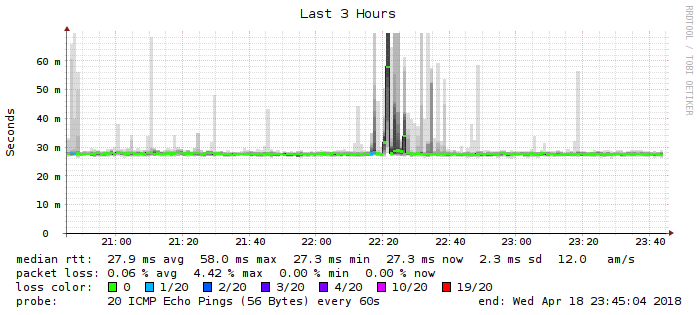 Last 3 Hours
RRDTOOL / TOBI OETIKER
Seconds
60 m
50 m
40 m
30 m
20 m
10 m
0
21:00 21:20 21:40 22:00 22:20 22:40 23:00 23:20 23:40
median rtt: 27.9 ms avg 58.0 ms max 27.3 ms min 27.3 ms now 2.3 ms sd 12.0 am/s
packet loss: 0.06 % avg 4.42 % max 0.00 % min 0.00 % now
loss color: 0 1/20 2/20 3/20 4/20 10/20 19/20
probe: 20 ICMP Echo Pings (56 Bytes) every 60s end: Wed Apr 18 23:45:04 2018